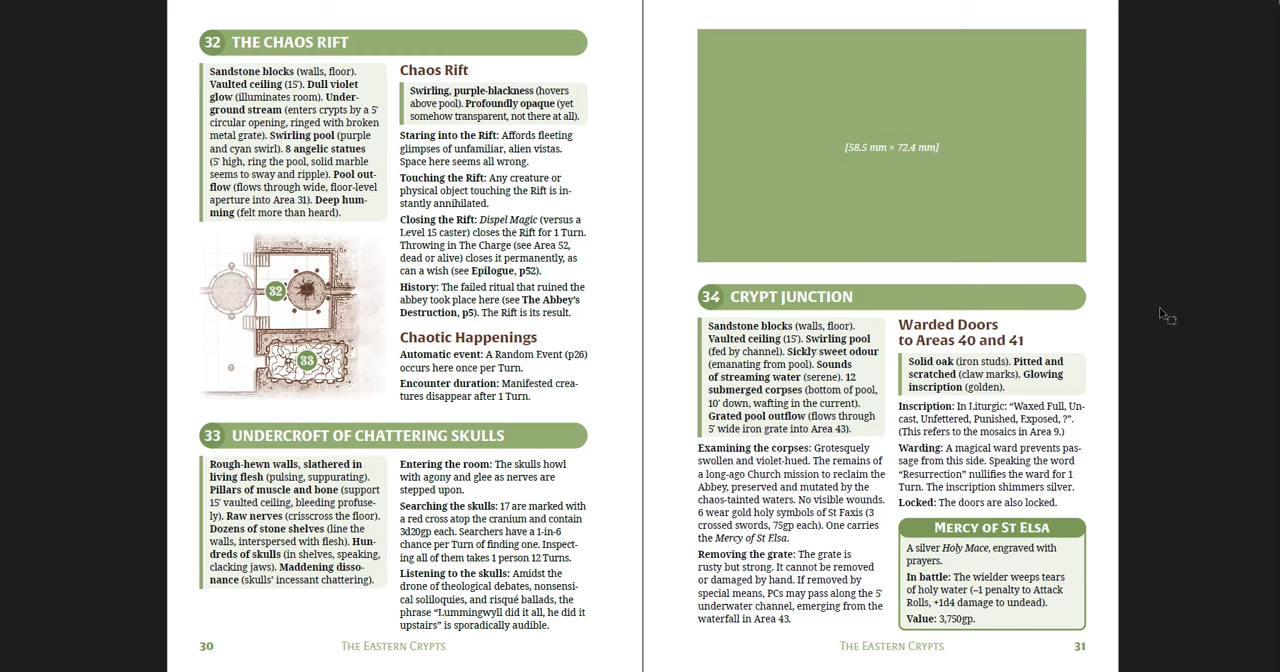 32 THE CHAOS RIFT
Sandstone blocks (walls, floor).
Vaulted ceiling (15′). Dull violet
glow (illuminates room). Under-
ground stream (enters crypts by a 5′
circular opening, ringed with broken
metal grate). Swirling pool (purple
and cyan swirl). 8 angelic statues
(5′ high, ring the pool, solid marble
seems to sway and ripple). Pool out-
flow (flows through wide, floor-level
aperture into Area 31). Deep hum-
ming (felt more than heard).
32
33
Chaos Rift
Swirling, purple-blackness (hovers
above pool). Profoundly opaque (yet
somehow transparent, not there at all).
Staring into the Rift: Affords fleeting
glimpses of unfamiliar, alien vistas.
Space here seems all wrong.
Touching the Rift: Any creature or
physical object touching the Rift is in-
stantly annihilated.
Closing the Rift: Dispel Magic (versus a
Level 15 caster) closes the Rift for 1 Turn.
Throwing in The Charge (see Area 52,
dead or alive) closes it permanently, as
can a wish (see Epilogue, p52).
History: The failed ritual that ruined the
abbey took place here (see The Abbey’s
Destruction, p5). The Rift is its result.
Chaotic Happenings
Automatic event: A Random Event (p26)
occurs here once per Turn.
Encounter duration: Manifested crea-
tures disappear after 1 Turn.
33 UNDERCROFT OF CHATTERING SKULLS
Rough-hewn walls, slathered in
living flesh (pulsing, suppurating).
Pillars of muscle and bone (support
15′ vaulted ceiling, bleeding profuse-
ly). Raw nerves (crisscross the floor).
Dozens of stone shelves (line the
walls, interspersed with flesh). Hun-
dreds of skulls (in shelves, speaking,
clacking jaws). Maddening disso-
nance (skulls’ incessant chattering).
Entering the room: The skulls howl
with agony and glee as nerves are
stepped upon.
Searching the skulls: 17 are marked with
a red cross atop the cranium and contain
3d20gp each. Searchers have a 1-in-6
chance per Turn of finding one. Inspect-
ing all of them takes 1 person 12 Turns.
Listening to the skulls: Amidst the
drone of theological debates, nonsensi-
cal soliloquies, and risqué ballads, the
phrase “Lummingwyll did it all, he did it
upstairs” is sporadically audible.
30 THE EASTERN CRYPTS
[58.5 mm × 72.4 mm]
34 CRYPT JUNCTION
Sandstone blocks (walls, floor).
Vaulted ceiling (15′). Swirling pool
(fed by channel). Sickly sweet odour
(emanating from pool). Sounds
of streaming water (serene). 12
submerged corpses (bottom of pool,
10′ down, wafting in the current).
Grated pool outflow (flows through
5′ wide iron grate into Area 43).
Examining the corpses: Grotesquely
swollen and violet-hued. The remains of
a long-ago Church mission to reclaim the
Abbey, preserved and mutated by the
chaos-tainted waters. No visible wounds.
6 wear gold holy symbols of St Faxis (3
crossed swords, 75gp each). One carries
the Mercy of St Elsa.
Removing the grate: The grate is
rusty but strong. It cannot be removed
or damaged by hand. If removed by
special means, PCs may pass along the 5′
underwater channel, emerging from the
waterfall in Area 43.
Warded Doors
to Areas 40 and 41
Solid oak (iron studs). Pitted and
scratched (claw marks). Glowing
inscription (golden).
Inscription: In Liturgic: “Waxed Full, Un-
cast, Unfettered, Punished, Exposed, ?”.
(This refers to the mosaics in Area 9.)
Warding: A magical ward prevents pas-
sage from this side. Speaking the word
“Resurrection” nullifies the ward for 1
Turn. The inscription shimmers silver.
Locked: The doors are also locked.
MERCY OF ST ELSA
A silver Holy Mace, engraved with
prayers.
In battle: The wielder weeps tears
of holy water (–1 penalty to Attack
Rolls, +1d4 damage to undead).
Value: 3,750gp.
THE EASTERN CRYPTS 31